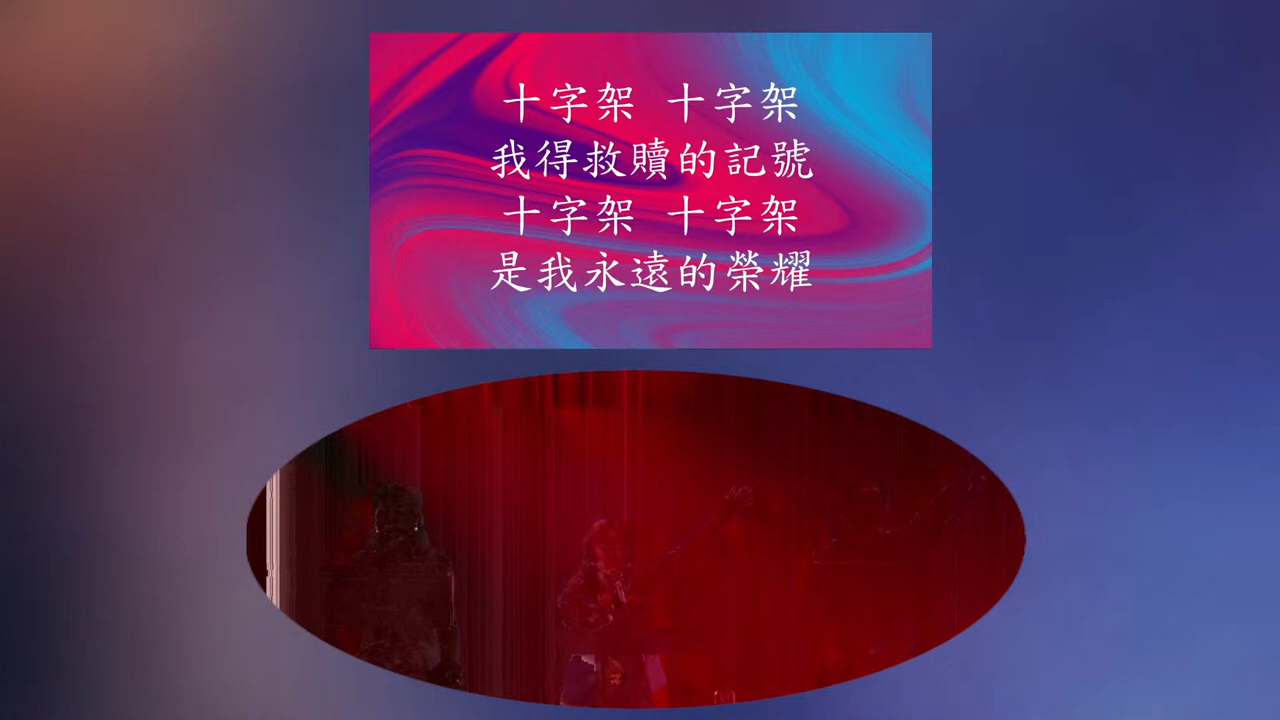 十字架 十字架
我得救贖的記號
十字架 十字架
是我永遠的榮耀